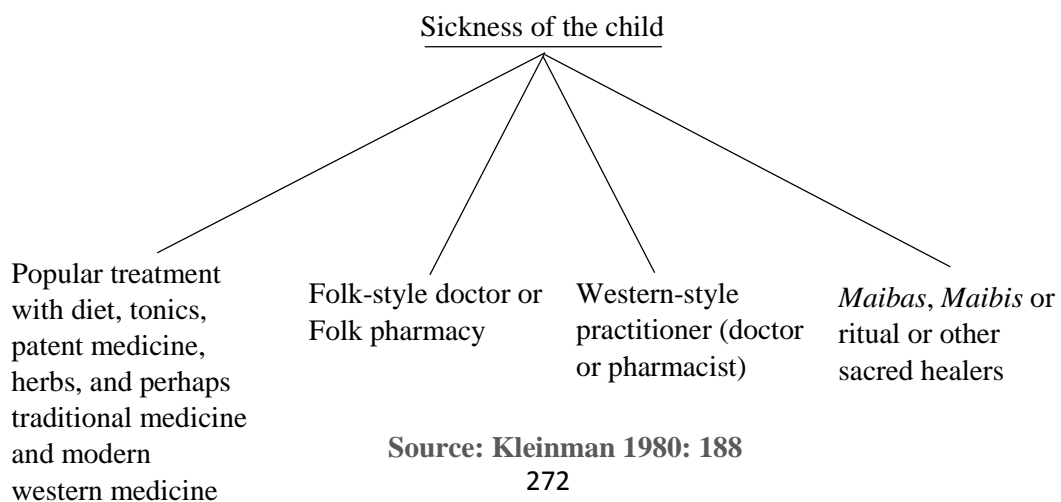 Sickness of the child
Popular treatment
with diet, tonics,
patent medicine,
herbs, and perhaps
traditional medicine
and modern
western medicine
Folk-style doctor or
Folk pharmacy
Western-style
practitioner (doctor
or pharmacist)
Maibas, Maibis or
ritual or other
sacred healers
Source: Kleinman 1980: 188
272